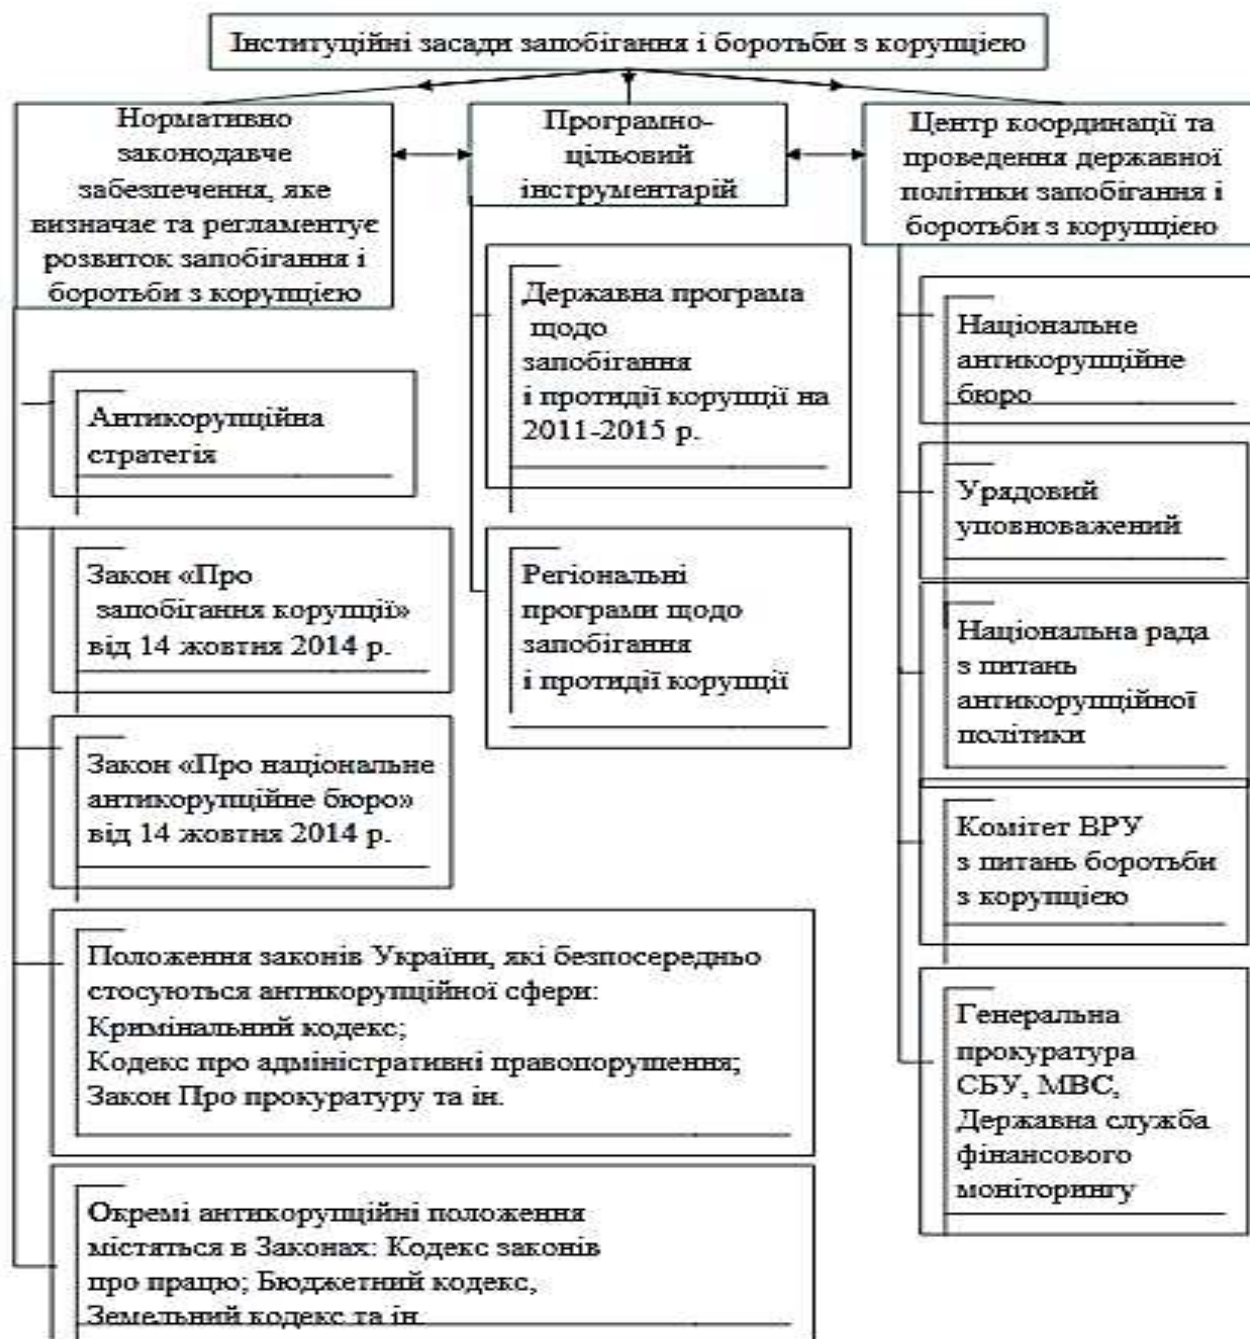 Інституційні засади запобігання і боротьби з корупцією
Нормативно
законодавче
забезпечення, яке
визначає та регламентує
розвиток запобігання і
боротьби з корупцією
Програмно-
цільовий
інструментарій
Центр координації та
проведення державної
політики запобігання і
боротьби з корупцією
Антикорупційна
стратегія
Закон «Про
запобігання корупції»
від 14 жовтня 2014 р.
Закон «Про національне
антикорупційне бюро»
від 14 жовтня 2014 р.
Положення законів України, які безпосередньо
стосуються антикорупційної сфери:
Кримінальний кодекс;
Кодекс про адміністративні правопорушення;
Закон Про прокуратуру та ін.
Окремі антикорупційні положення
містяться в Законах: Кодекс законів
про працю; Бюджетний кодекс,
Земельний кодекс та ін.
Державна програма
щодо
запобігання
і протидії корупції на
2011-2015 р.
Регіональні
програми щодо
запобігання
і протидії корупції
Національне
антикорупційне
бюро
Урядовий
уповноважений
Національна рада
з питань
антикорупційної
політики
Комітет ВРУ
з питань боротьби
з корупцією
Генеральна
прокуратура
СБУ, МВС,
Державна служба
фінансового
моніторингу